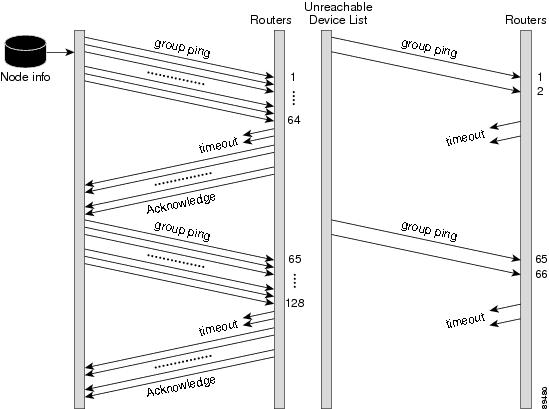 Unreachable
Device List
Routers
Routers
Node info
group ping
1
64
timeout
Acknowledge
group ping
65
128
timeout
Acknowledge
group ping
1
2
timeout
group ping
65
66
timeout
99480